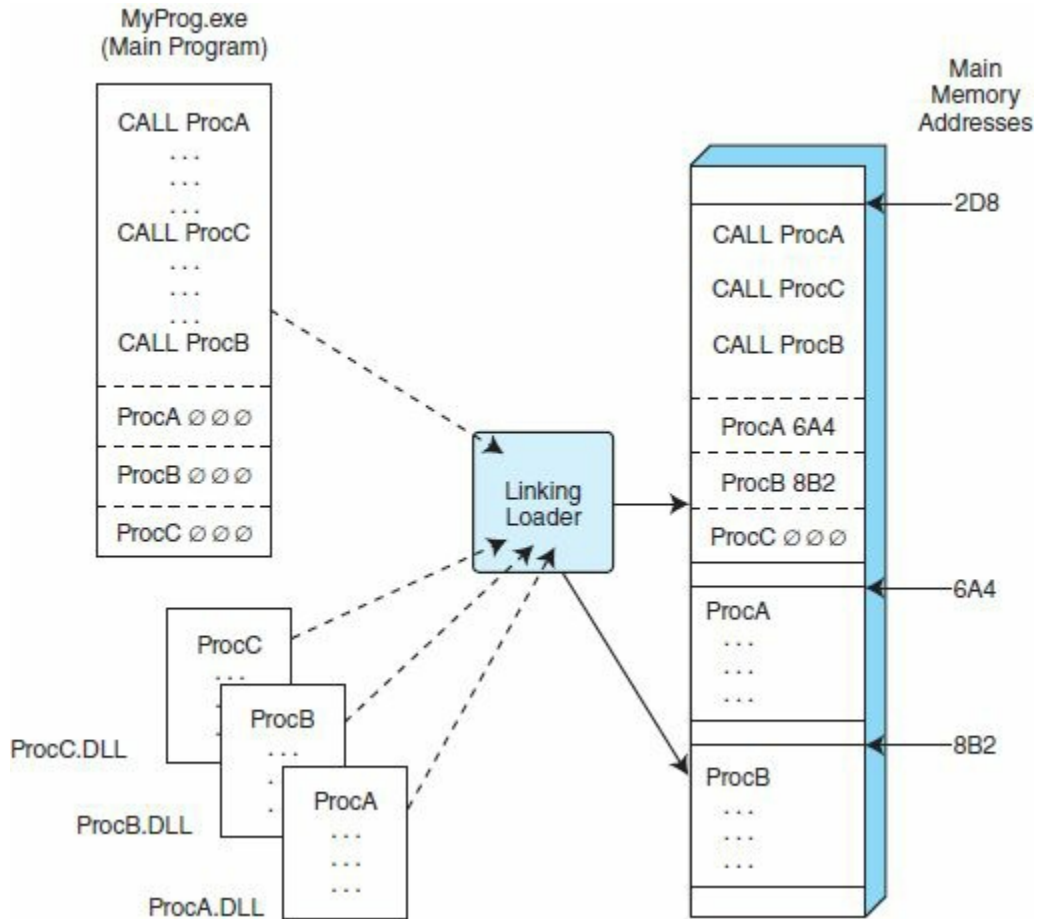 MyProg.exe
(Main Program)
CALL ProcA
. . .
. . .
. . .
CALL ProcC
. . .
. . .
. . .
CALL ProcB
ProcA ∅ ∅ ∅
ProcB ∅ ∅ ∅
ProcC ∅ ∅ ∅
ProcC
. . .
.
.
ProcC.DLL
ProcB
. . .
.
.
ProcB.DLL
ProcA
. . .
. . .
. . .
ProcA.DLL
Linking
Loader
Main
Memory
Addresses
2D8
CALL ProcA
CALL ProcC
CALL ProcB
ProcA 6A4
ProcB 8B2
ProcC ∅ ∅ ∅
6A4
ProcA
. . .
. . .
. . .
8B2
ProcB
. . .
. . .
. . .